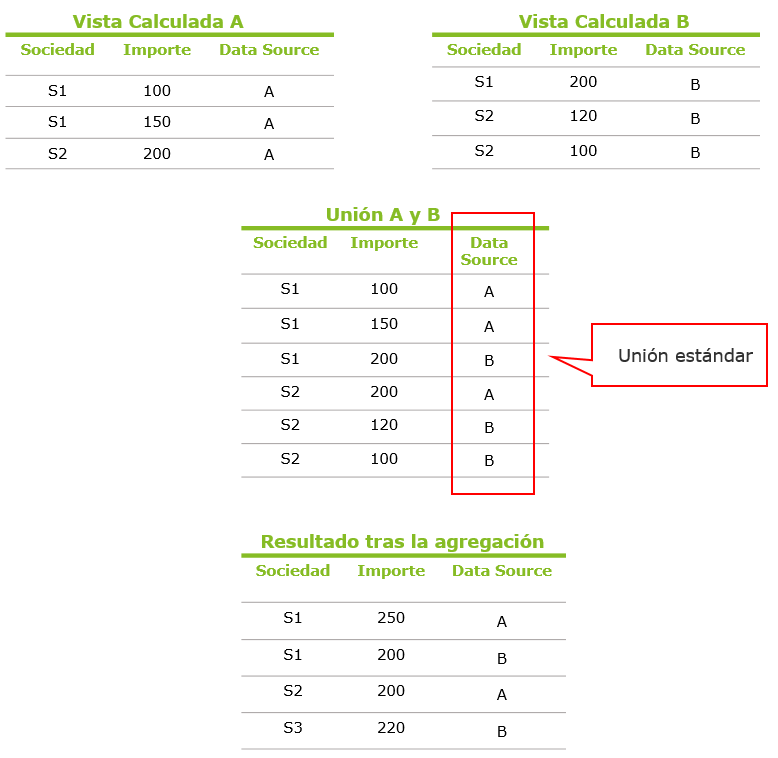 Vista Calculada A
Sociedad Importe Data Source
S1 100 A
S1 150 A
S2 200 A
Vista Calculada B
Sociedad Importe Data Source
S1 200 B
S2 120 B
S2 100 B
Unión A y B
Sociedad Importe Data
Source
S1 100 A
S1 150 A
S1 200 B
S2 200 A
S2 120 B
S2 100 B
Unión estándar
Resultado tras la agregación
Sociedad Importe Data Source
S1 250 A
S1 200 B
S2 200 A
S3 220 B